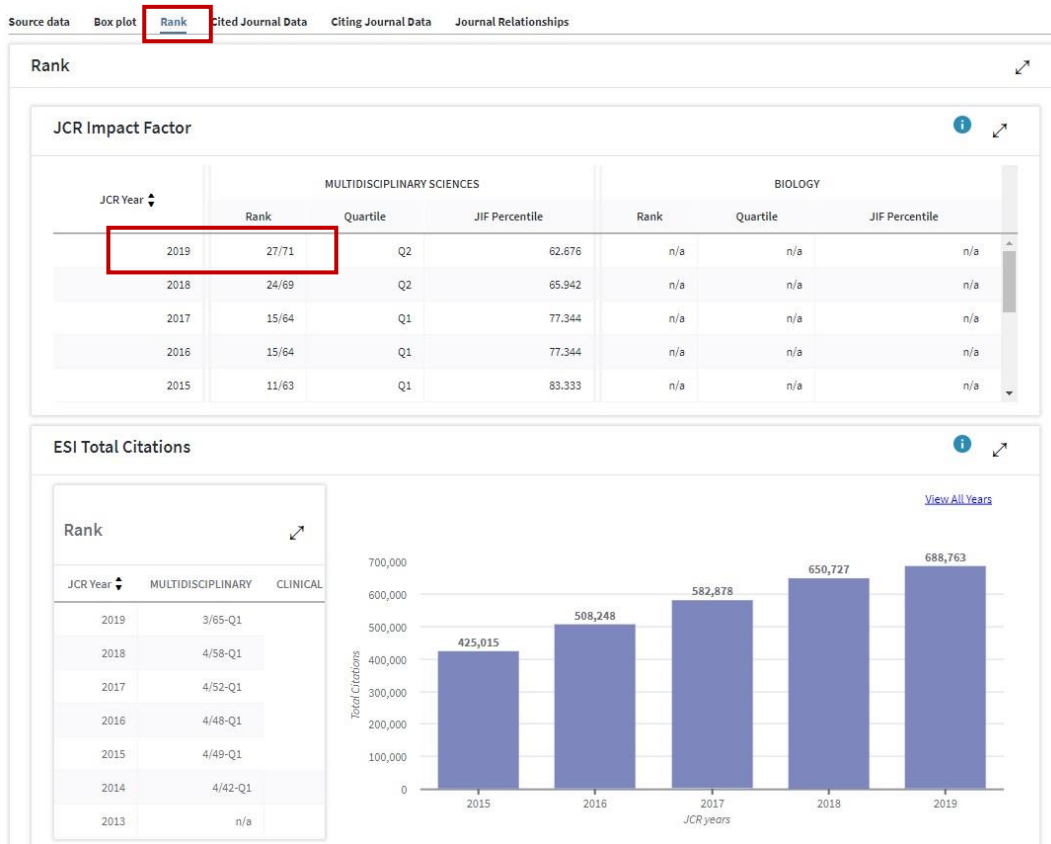 Source data Box plot Rank Cited Journal Data Citing Journal Data Journal Relationships
Rank
JCR Impact Factor
JCR Year MULTIDISCIPLINARY SCIENCES BIOLOGY
Rank Quartile JIF Percentile Rank Quartile JIF Percentile
2019 27/71 Q2 62.676 n/a n/a n/a
2018 24/69 Q2 65.942 n/a n/a n/a
2017 15/64 Q1 77.344 n/a n/a n/a
2016 15/64 Q1 77.344 n/a n/a n/a
2015 11/63 Q1 83.333 n/a n/a n/a
ESI Total Citations
View All Years
Rank
JCR Year MULTIDISCIPLINARY CLINICAL
2019 3/65-Q1
2018 4/58-Q1
2017 4/52-Q1
2016 4/48-Q1
2015 4/49-Q1
2014 4/42-Q1
2013 n/a
Total Citations
700,000
600,000
500,000
400,000
300,000
200,000
100,000
0
425,015 508,248 582,878 650,727 688,763
2015 2016 2017 2018 2019
JCR years